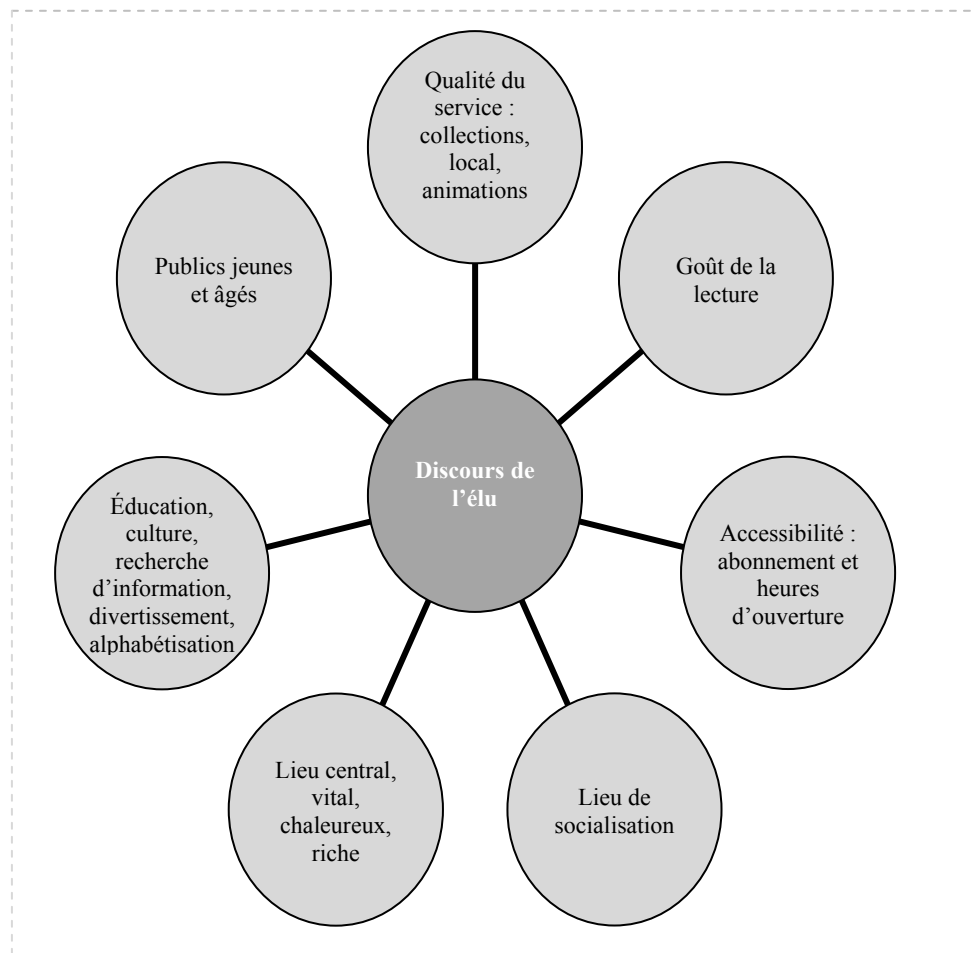 Qualité du
service :
collections,
local,
animations
Goût de la
lecture
Accessibilité :
abonnement et
heures
d’ouverture
Lieu de
socialisation
Lieu central,
vital,
chaleureux,
riche
Éducation,
culture,
recherche
d’information,
divertissement,
alphabétisation
Publics jeunes
et âgés
Discours de
l’élu